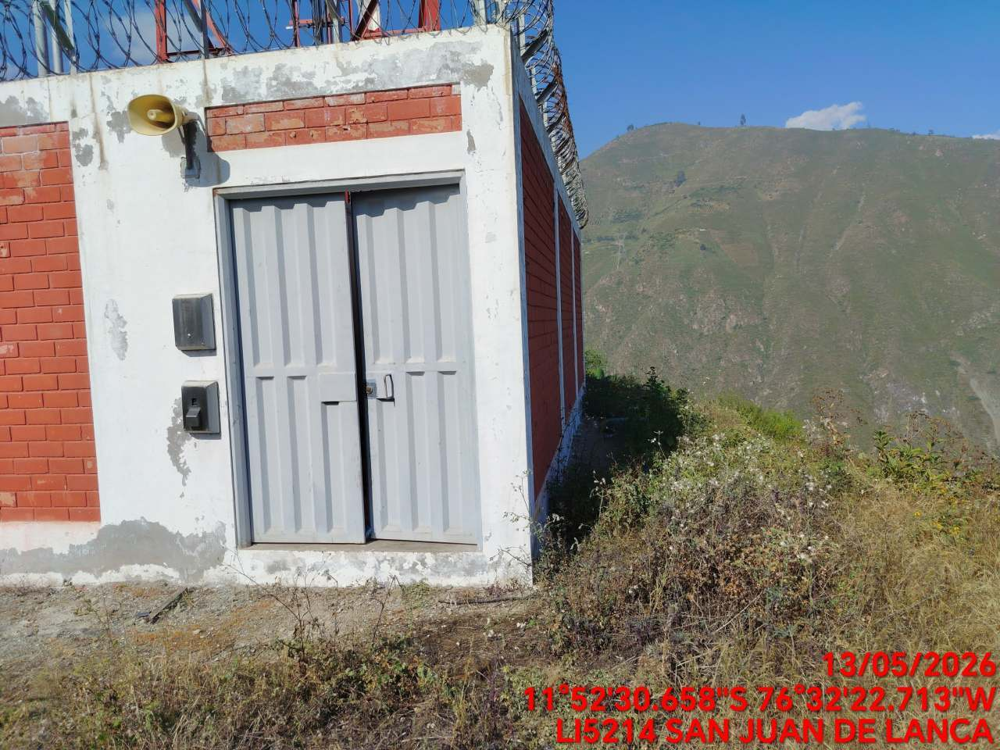 13/05/2026
11°52'30.658"S 76°32'22.713"W
LI5214 SAN JUAN DE LANCA